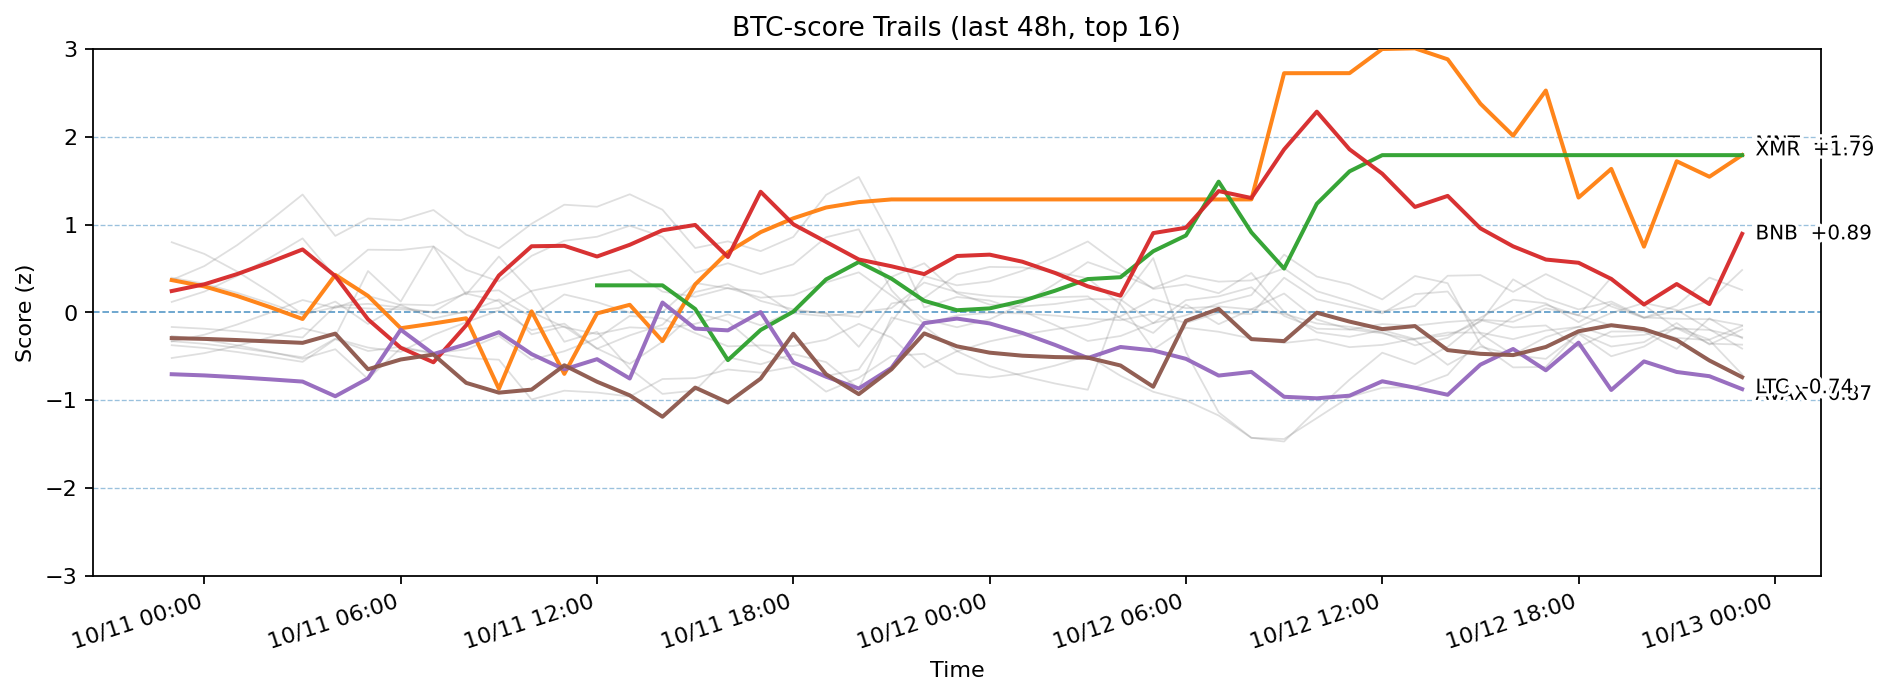 BTC-score Trails (last 48h, top 16)
Score (z)
3
2
1
0
−1
−2
−3
XMR +1.79
BNB +0.89
LTC -0.74
10/11 00:00
10/11 06:00
10/11 12:00
10/11 18:00
10/12 00:00
10/12 06:00
10/12 12:00
10/12 18:00
10/13 00:00
Time